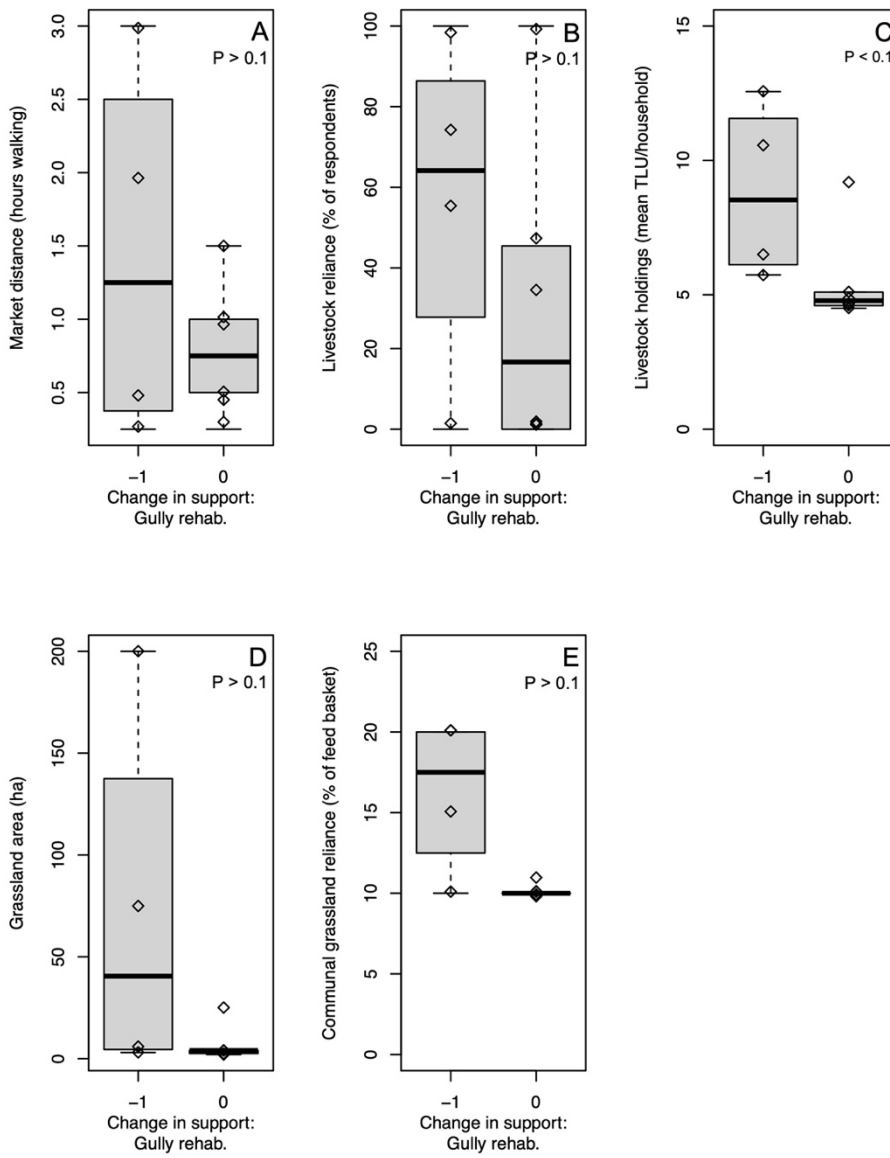 A
P > 0.1
Market distance (hours walking)
3.0
2.5
2.0
1.5
1.0
0.5
−1 0
Change in support:
Gully rehab.
B
P > 0.1
Livestock reliance (% of respondents)
100
80
60
40
20
0
−1 0
Change in support:
Gully rehab.
C
P < 0.1
Livestock holdings (mean TLU/household)
15
10
5
0
−1 0
Change in support:
Gully rehab.
D
P > 0.1
Grassland area (ha)
200
150
100
50
0
−1 0
Change in support:
Gully rehab.
E
P > 0.1
Communal grassland reliance (% of feed basket)
25
20
15
10
5
0
−1 0
Change in support:
Gully rehab.